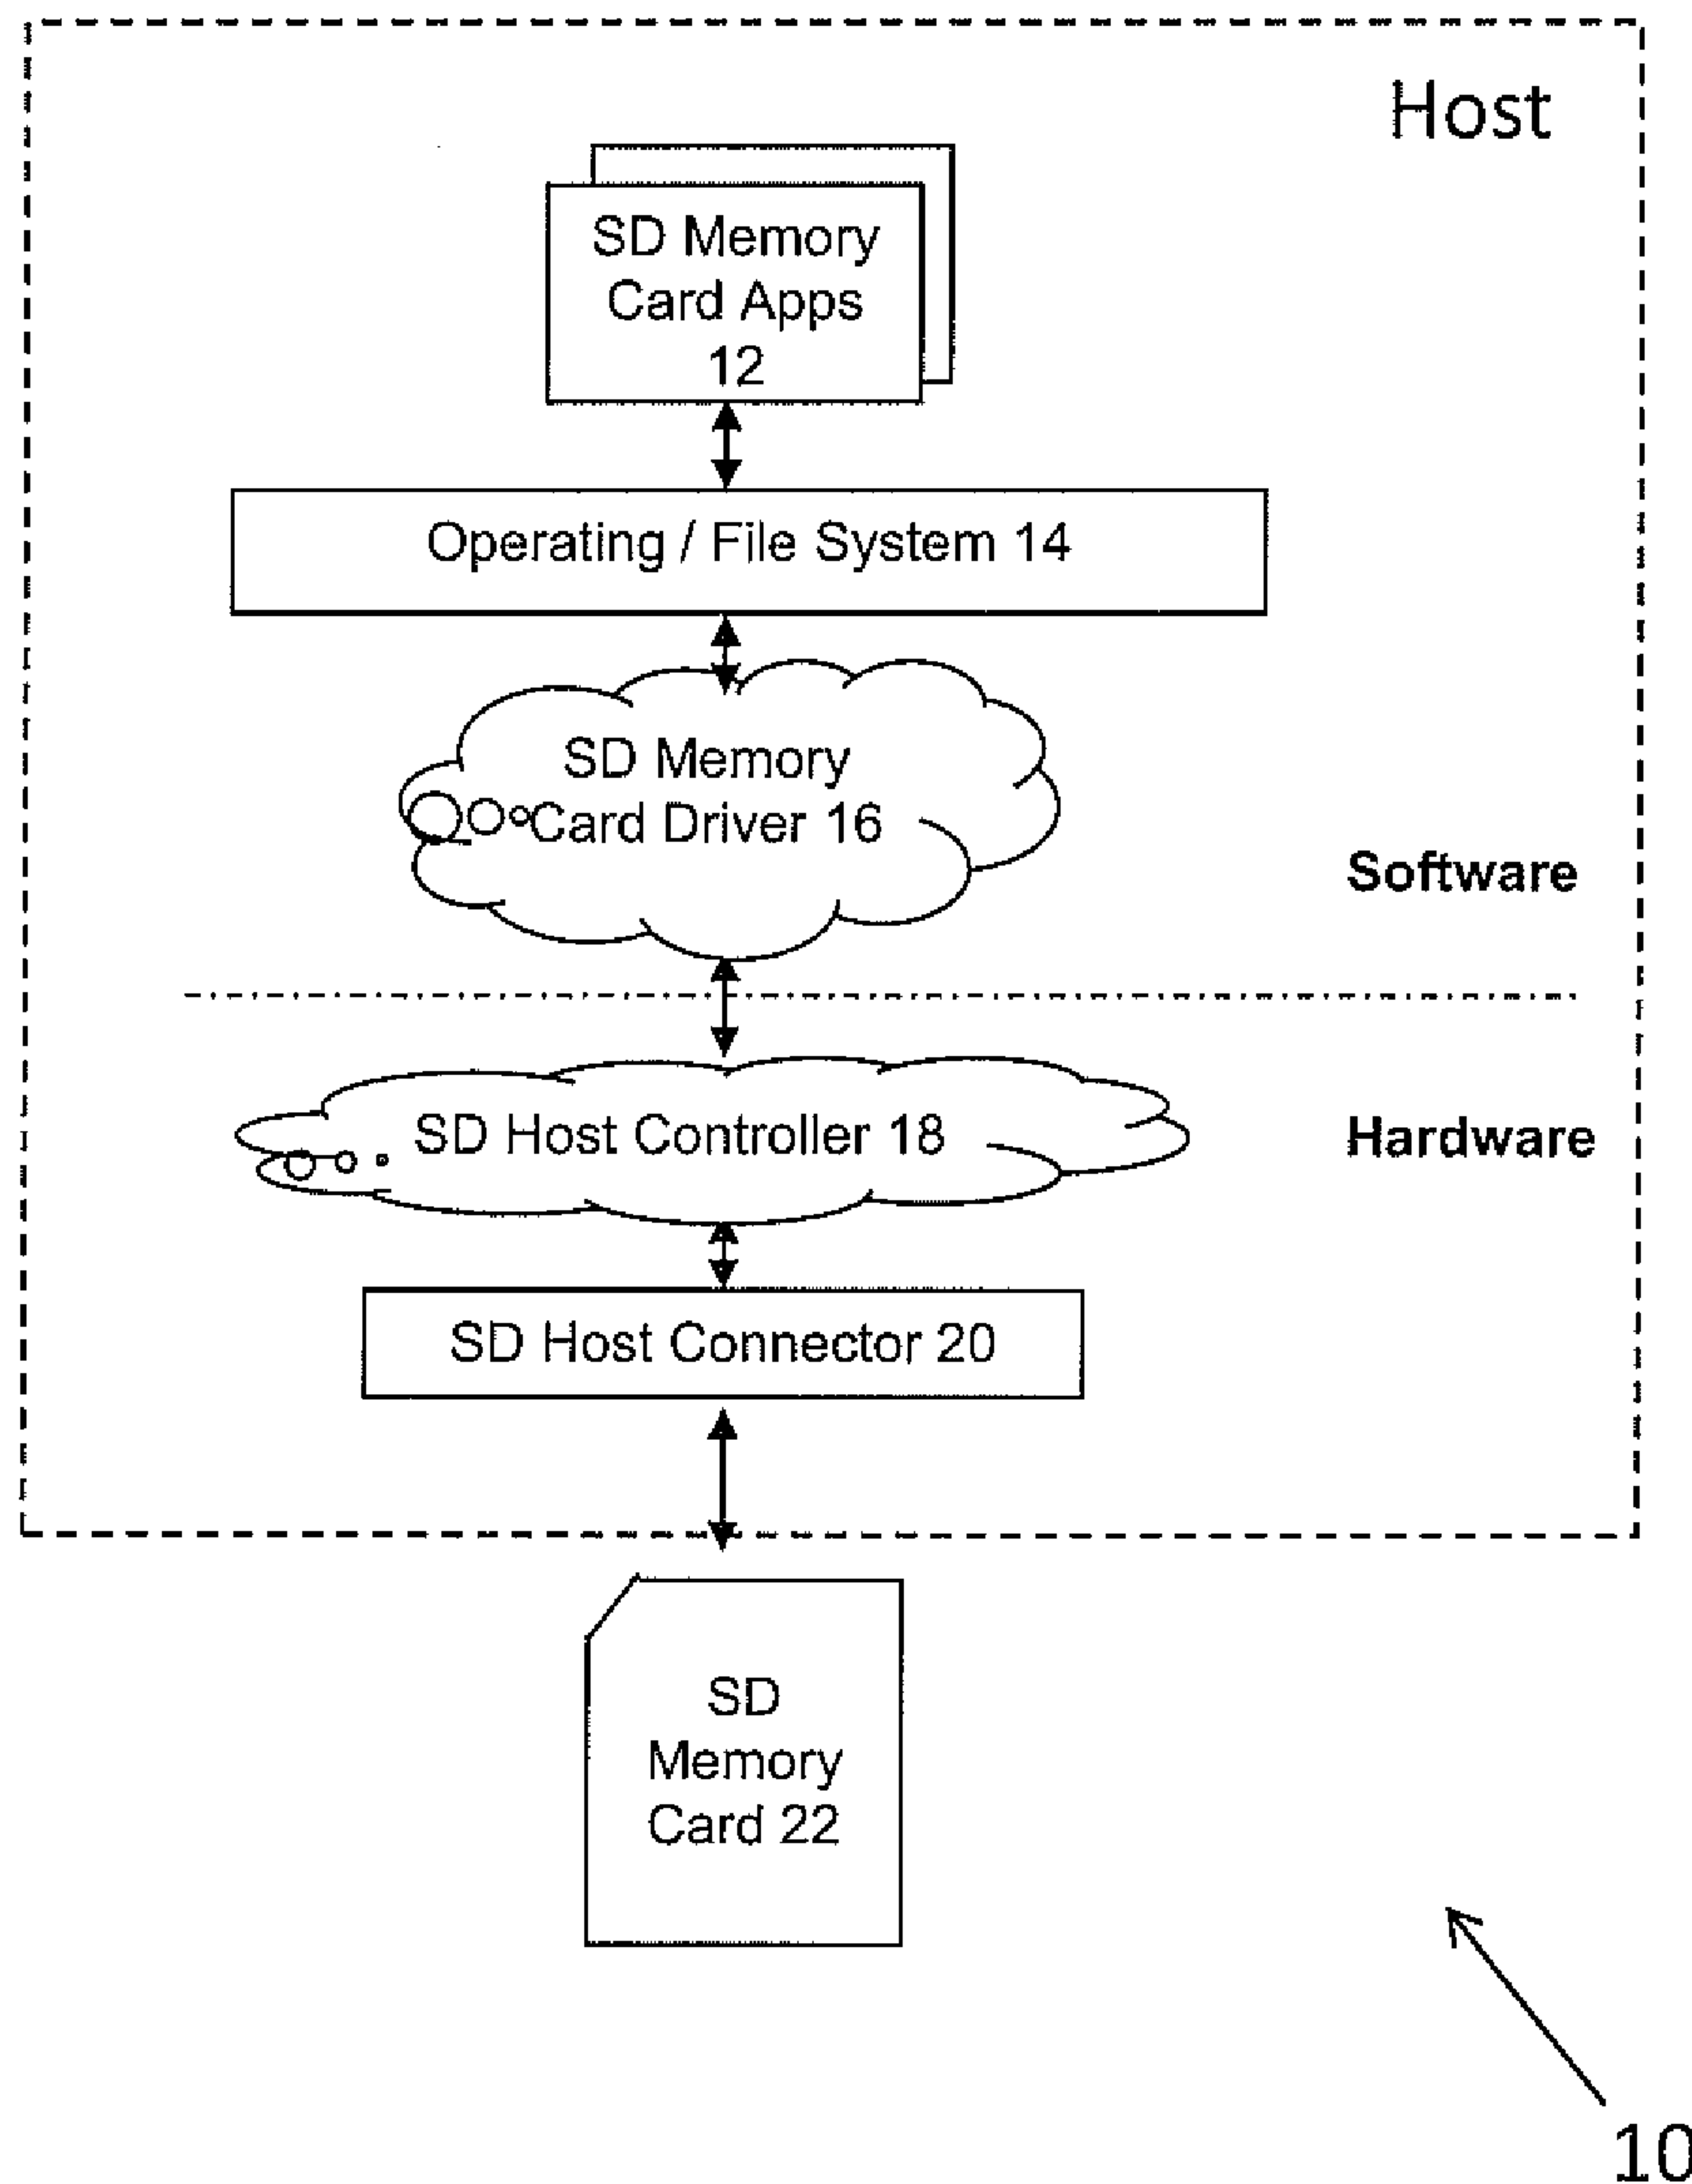 Host
SD Memory
Card Apps
12
Operating / File System 14
SD Memory
Card Driver 16
Software
SD Host Controller 18
Hardware
SD Host Connector 20
SD
Memory
Card 22
10